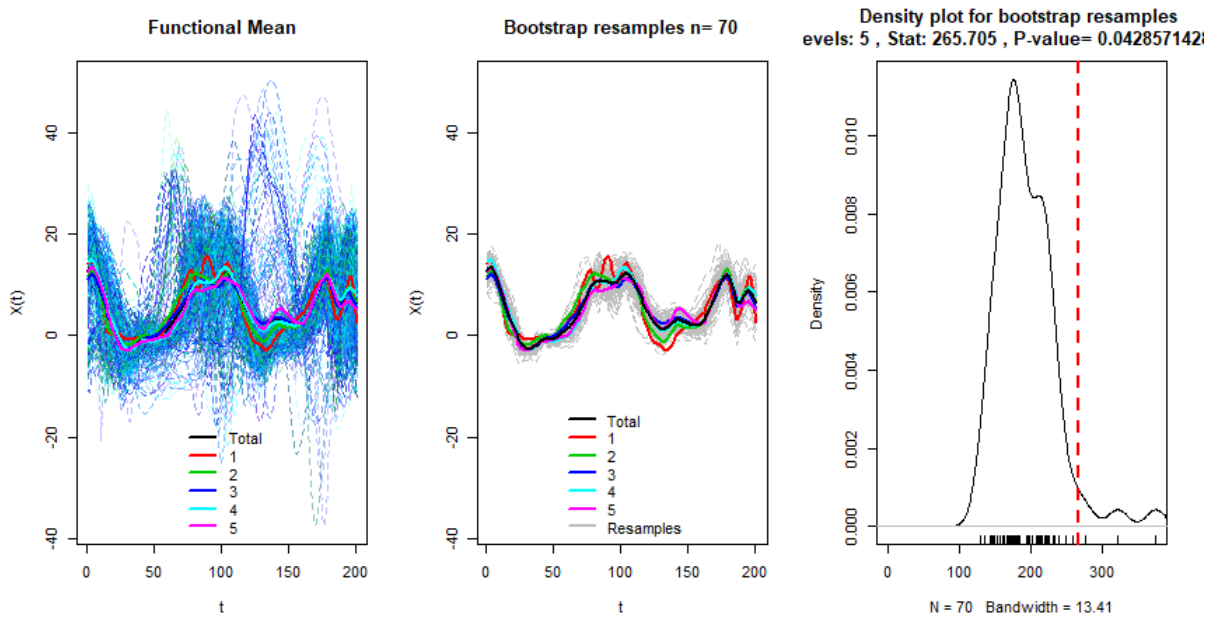 Functional Mean
X(t)
40
20
0
-20
-40
Total
1
2
3
4
5
0 50 100 150 200
t
Bootstrap resamples n= 70
X(t)
40
20
0
-20
-40
Total
1
2
3
4
5
Resamples
0 50 100 150 200
t
Density plot for bootstrap resamples
evels: 5 , Stat: 265.705 , P-value= 0.0428571428
Density
0.010
0.008
0.006
0.004
0.002
0.000
0 100 200 300
N = 70 Bandwidth = 13.41